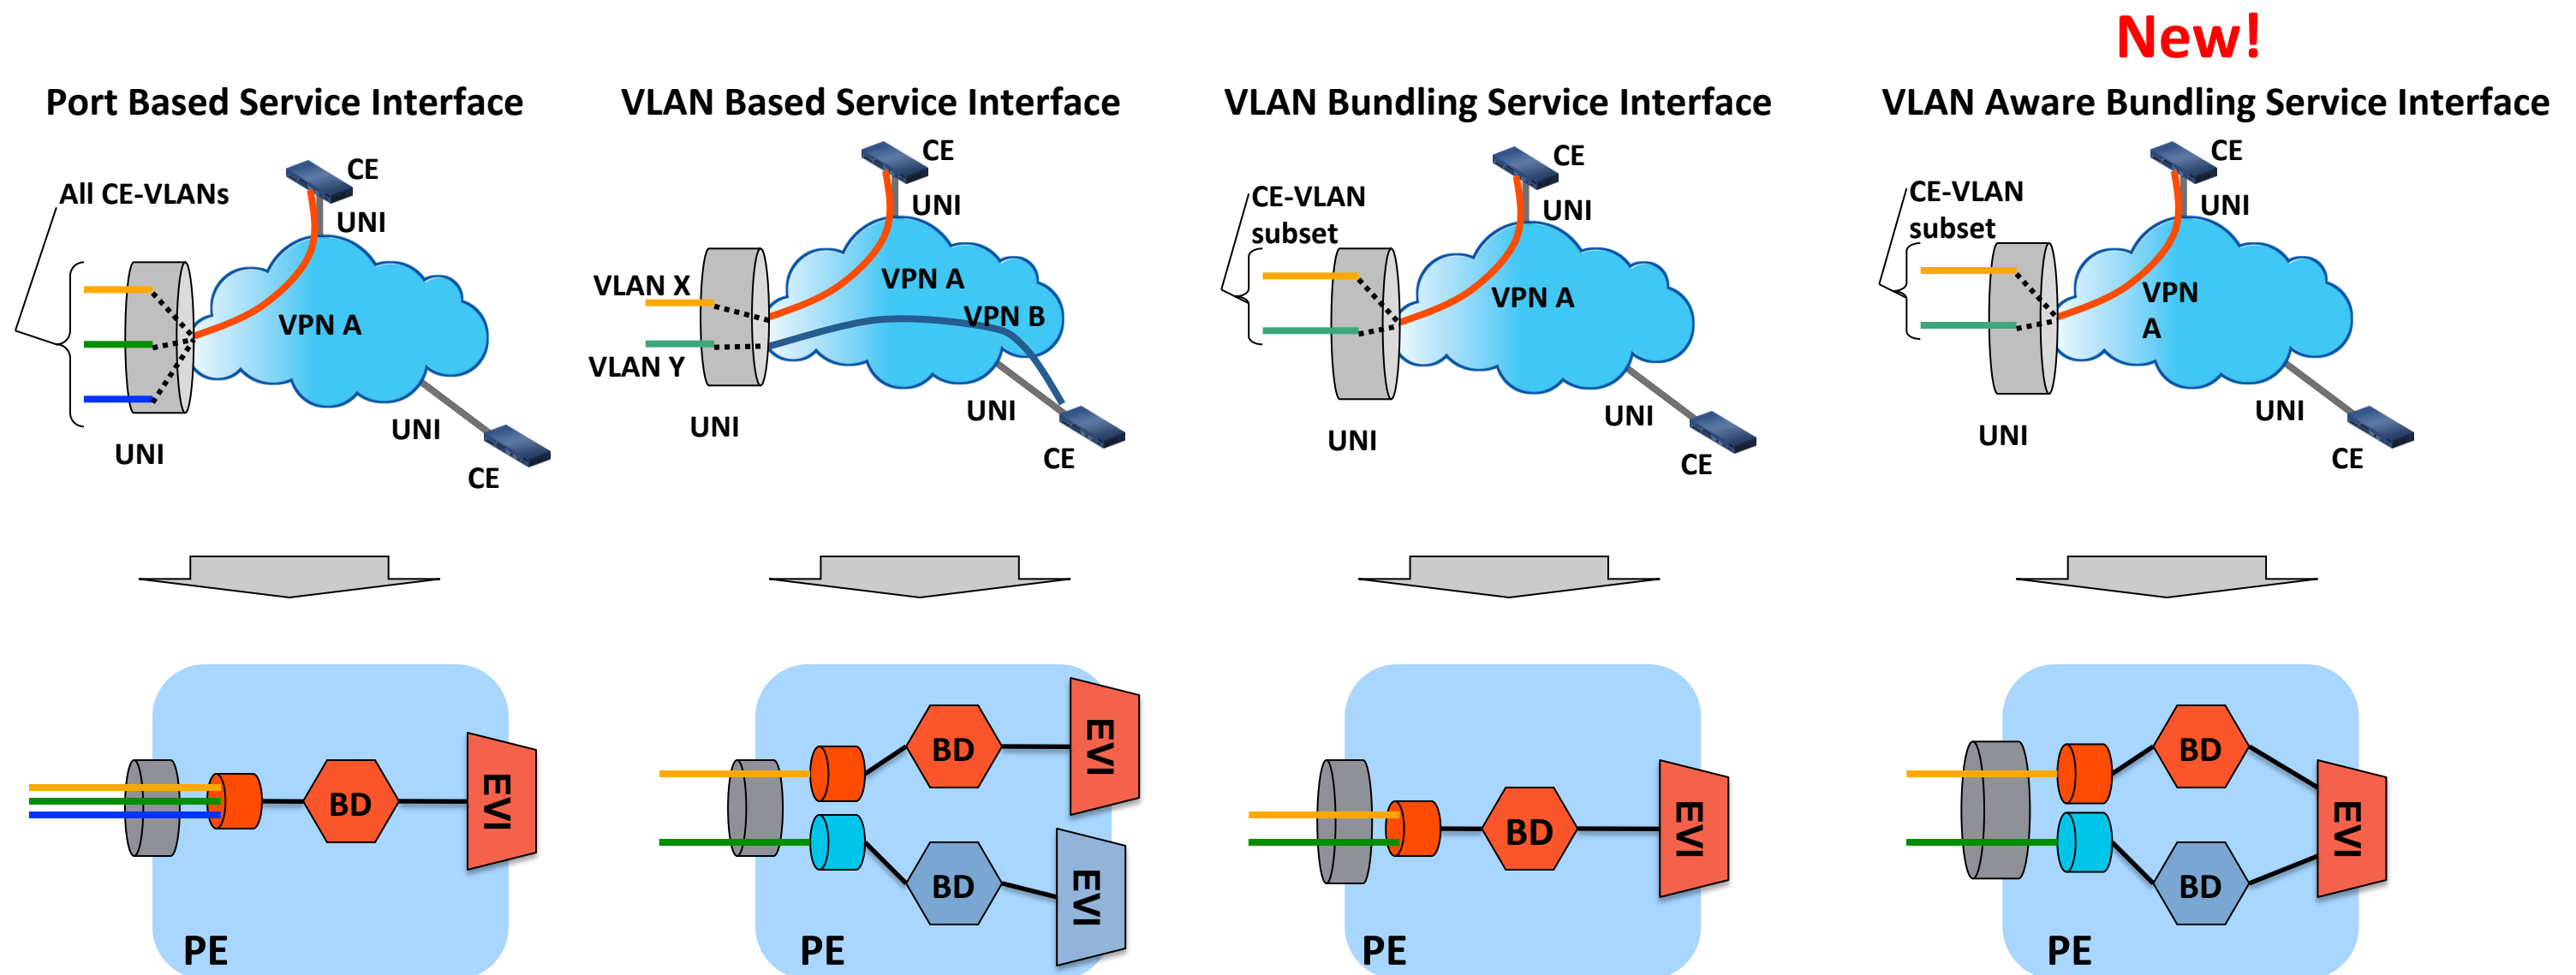 New!
Port Based Service Interface
VLAN Based Service Interface
VLAN Bundling Service Interface
VLAN Aware Bundling Service Interface
All CE-VLANs
CE
UNI
VPN A
UNI
UNI
CE
CE
UNI
VLAN X
VLAN Y
VPN A
VPN B
UNI
UNI
CE
CE-VLAN
subset
CE
UNI
VPN A
UNI
UNI
CE
CE-VLAN
subset
CE
UNI
VPN
A
UNI
UNI
CE
BD
EVI
PE
BD
EVI
BD
EVI
PE
BD
EVI
PE
BD
BD
EVI
PE